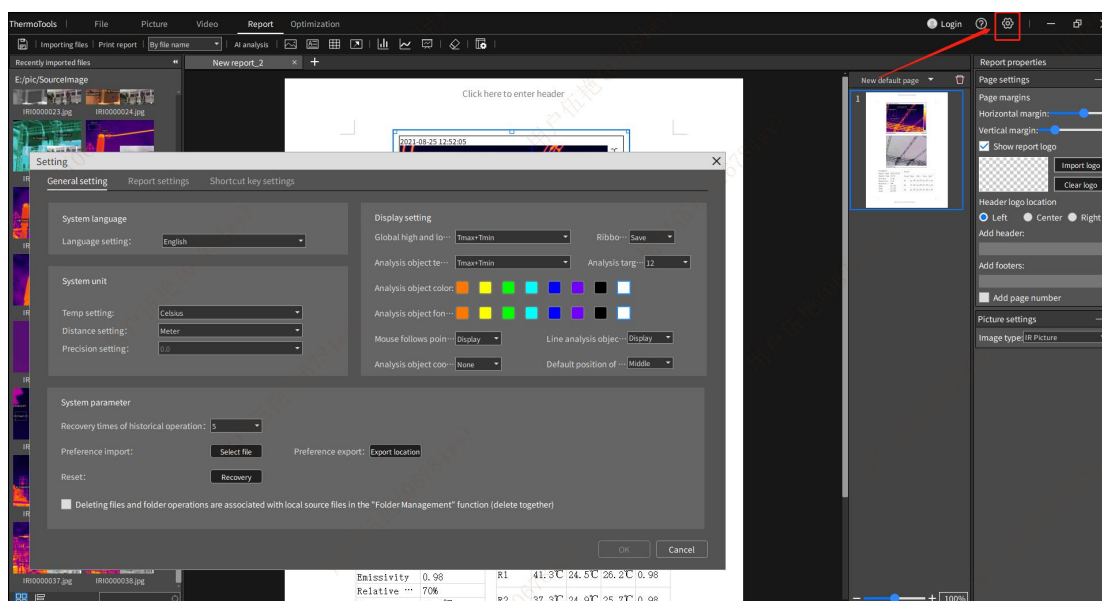 ThermoTools
File
Picture
Video
Report
Optimization
Login
Importing files
Print report
By file name
AI analysis
Recently imported files
New report_2
E:/pic/SourceImage
IRI0000023.jpg
IRI0000024.jpg
Click here to enter header
2021-08-25 12:52:05
℃
New default page
1
Report properties
Page settings
Page margins
Horizontal margin:
Vertical margin:
Show report logo
Import logo
Clear logo
Header logo location
Left
Center
Right
Add header:
Add footers:
Add page number
Picture settings
Image type:
IR Picture
Setting
General setting
Report settings
Shortcut key settings
System language
Language setting:
English
System unit
Temp setting:
Celsius
Distance setting:
Meter
Precision setting:
0.0
Display setting
Global high and lo···
Tmax+Tmin
Ribbo···
Save
Analysis object te···
Tmax+Tmin
Analysis targ···
12
Analysis object color:
Analysis object fon···
Mouse follows poin···
Display
Line analysis objec···
Display
Analysis object coo···
None
Default position of ···
Middle
System parameter
Recovery times of historical operation:
5
Preference import:
Select file
Preference export:
Export location
Reset:
Recovery
Deleting files and folder operations are associated with local source files in the "Folder Management" function (delete together)
OK
Cancel
IRI0000037.jpg
IRI0000038.jpg
Emissivity 0.98
Relative ··· 70%
R1 41.3℃ 24.5℃ 26.2℃ 0.98
R2 37.3℃ 24.9℃ 25.7℃ 0.98
100%